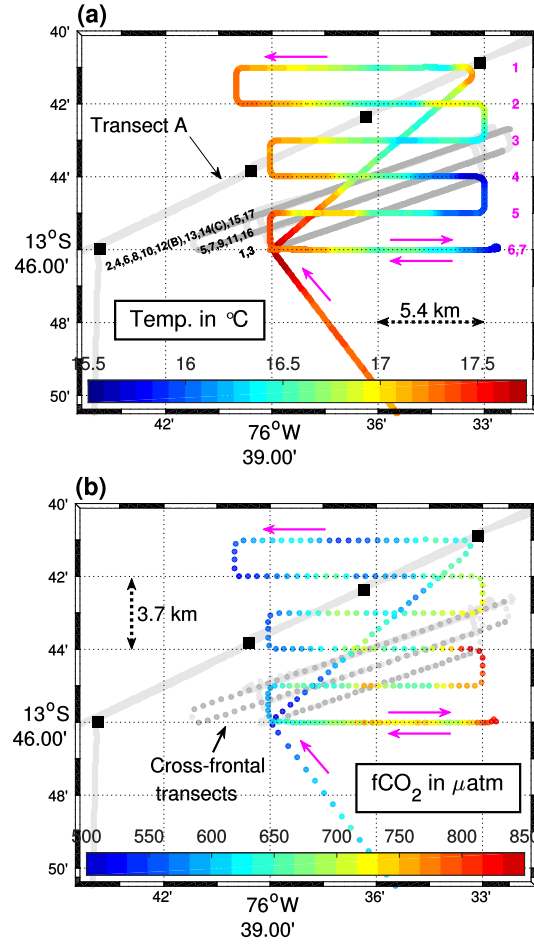 (a)
40'
1
42'
2
Transect A
3
44'
4
2,4,6,8,10,12(B),13,14(C),15,17
5
5,7,9,11,16
13°S
46.00'
1,3
6,7
5.4 km
48'
Temp. in °C
15.5 16 16.5 17 17.5
50'
42' 76°W 36' 33'
39.00'
(b)
40'
42'
3.7 km
44'
13°S
46.00'
Cross-frontal
transects
fCO2 in μatm
48'
500 550 600 650 700 750 800 850
50'
42' 76°W 36' 33'
39.00'